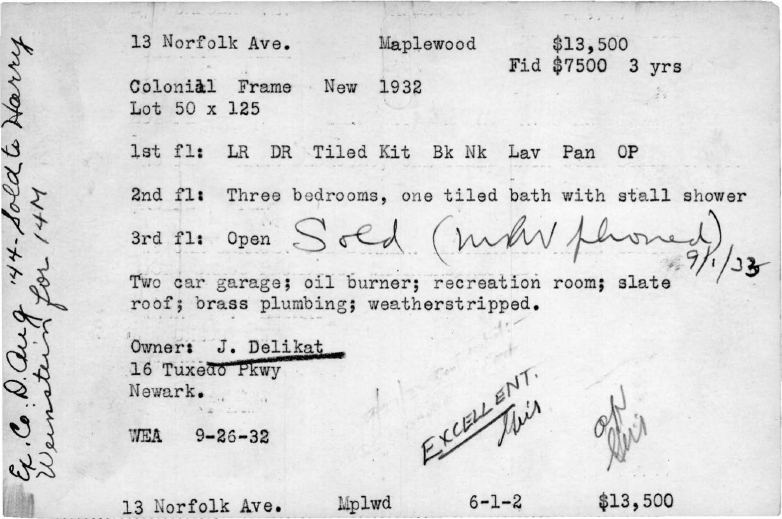 13 Norfolk Ave. Maplewood $13,500
Fid $7500 3 yrs
Colonial Frame New 1932
Lot 50 x 125
1st fl: LR DR Tiled Kit Bk Nk Lav Pan OP
2nd fl: Three bedrooms, one tiled bath with stall shower
3rd fl: Open Sold (phoned)
9/1/33
Two car garage; oil burner; recreation room; slate
roof; brass plumbing; weatherstripped.
Owner: J. Delikat
16 Tuxedo Pkwy
Newark.
EXCELLENT.
WEA 9-26-32
13 Norfolk Ave. Mplwd 6-1-2 $13,500
Ex. Co. D. Aug '44 - Sold to Harry
Weinstein for 14M